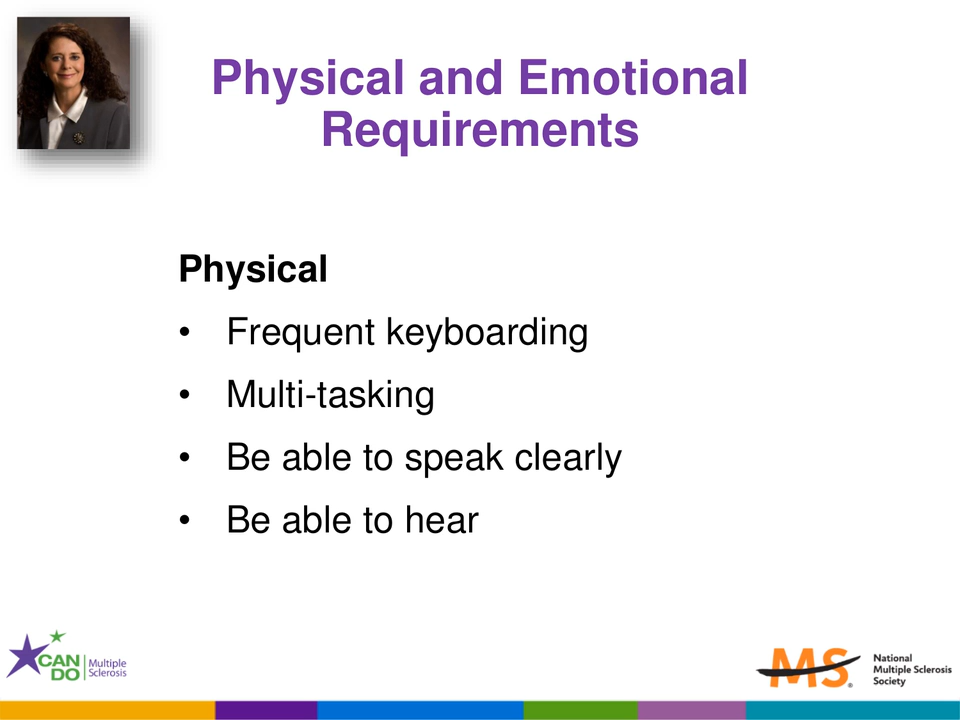 Physical and Emotional
Requirements
Physical
• Frequent keyboarding
• Multi-tasking
• Be able to speak clearly
• Be able to hear
CAN
DO
Multiple
Sclerosis
MS
National
Multiple Sclerosis
Society